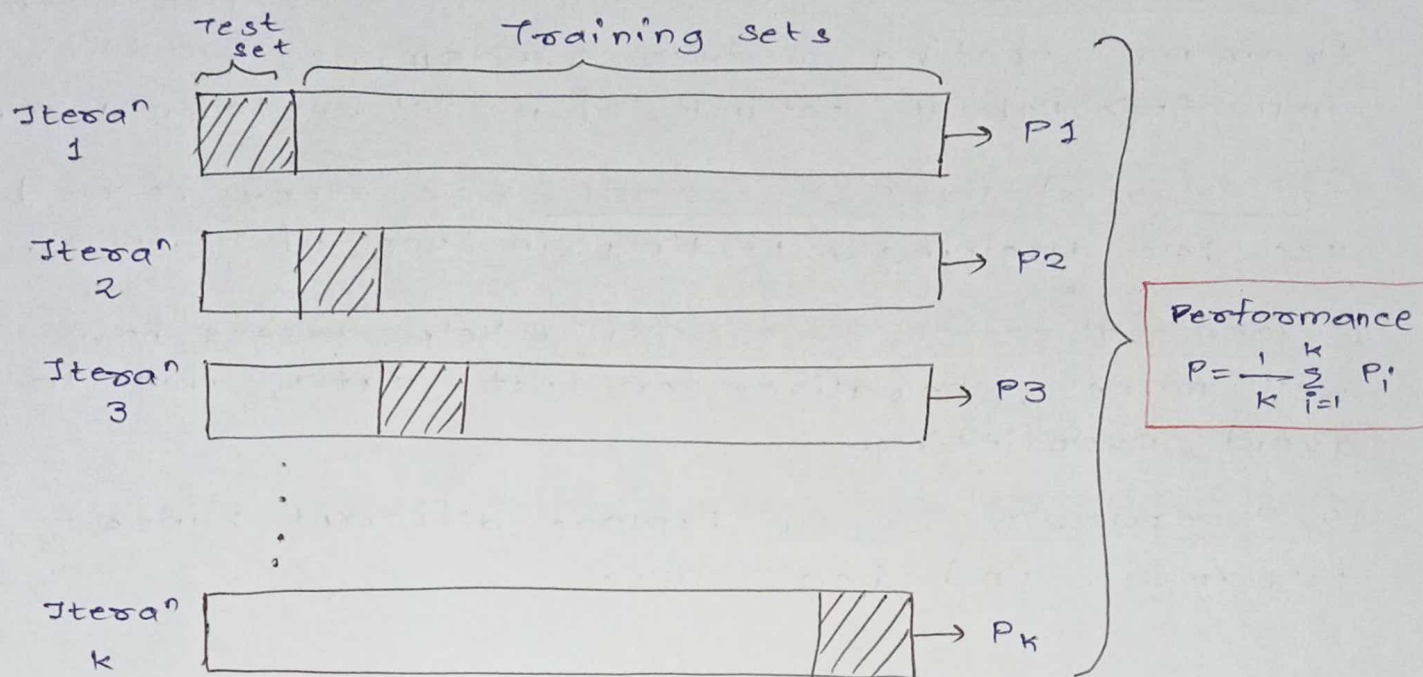 Test
set
Training sets
Iteraⁿ
1
P1
Iteraⁿ
2
P2
Iteraⁿ
3
P3
Iteraⁿ
k
Pk
Performance
P = 1/k k Σ i=1 Pi